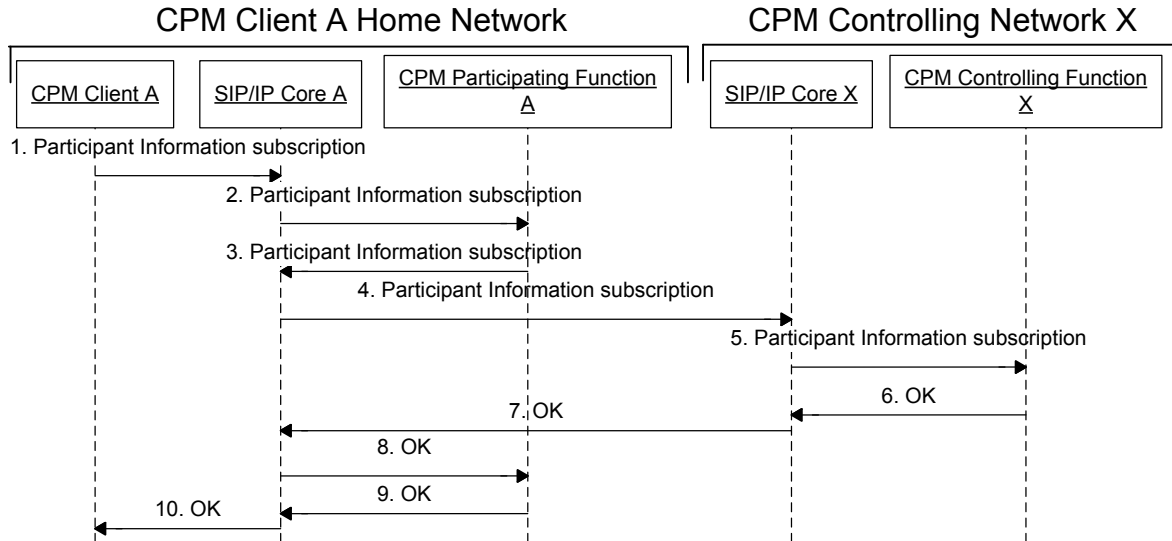 CPM Client A Home Network
CPM Controlling Network X
CPM Client A
SIP/IP Core A
CPM Participating Function
A
SIP/IP Core X
CPM Controlling Function
X
1. Participant Information subscription
2. Participant Information subscription
3. Participant Information subscription
4. Participant Information subscription
5. Participant Information subscription
6. OK
7. OK
8. OK
9. OK
10. OK